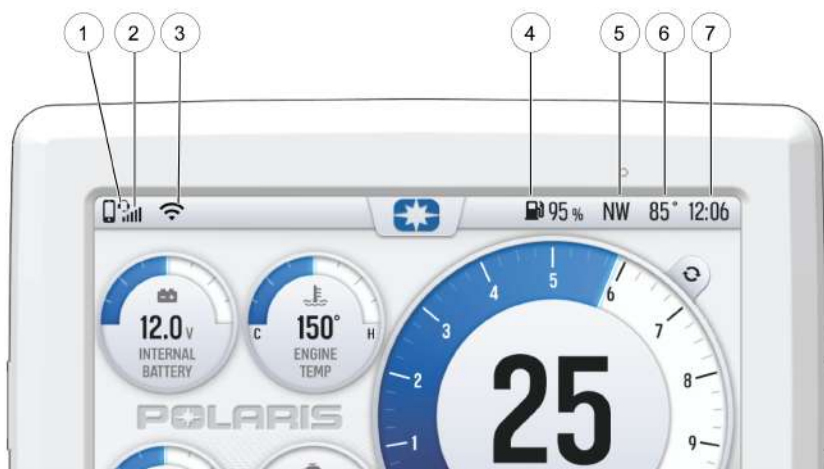 1 2 3 4 5 6 7
95 % NW 85° 12:06
12.0 V
INTERNAL
BATTERY
C 150° H
ENGINE
TEMP
POLARIS
1 2 3 4 5 6 7 8 9
25